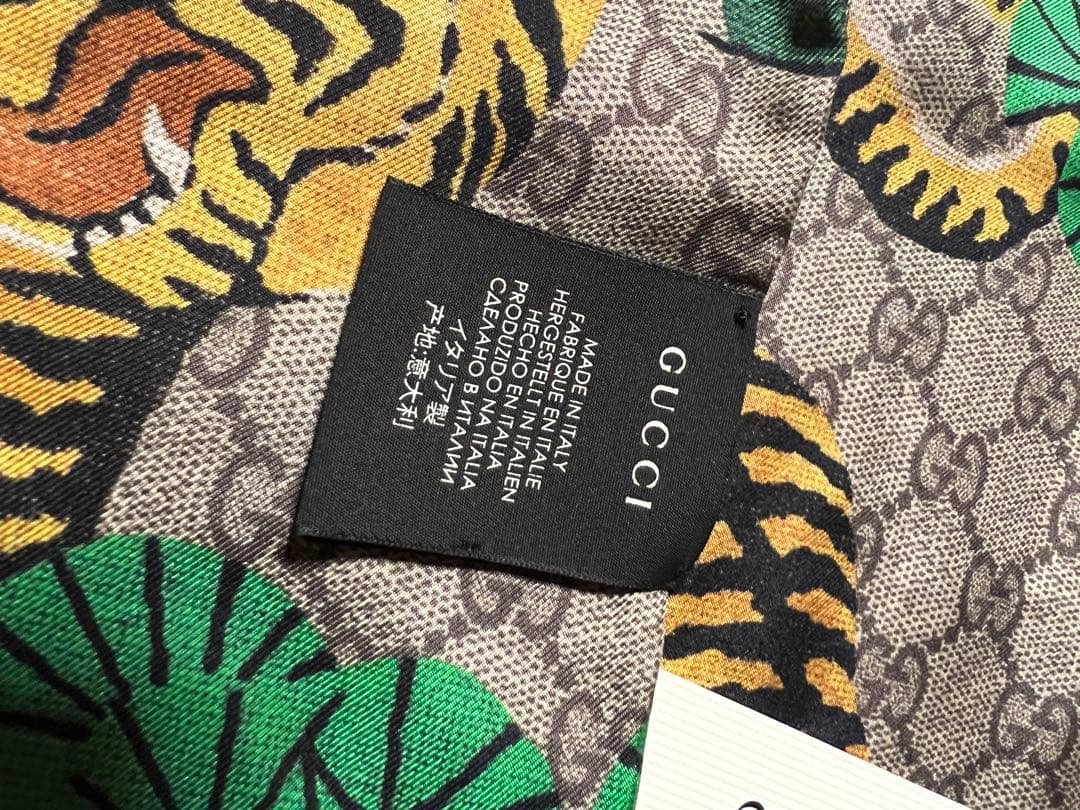 GUCCI
MADE IN ITALY
FABRIQUE EN ITALIE
HERGESTELLT IN ITALIEN
HECHO EN ITALIA
PRODUZIDO NA ITALIA
СДЕЛАНО В ИТАЛИИ
イタリア製
产地:意大利